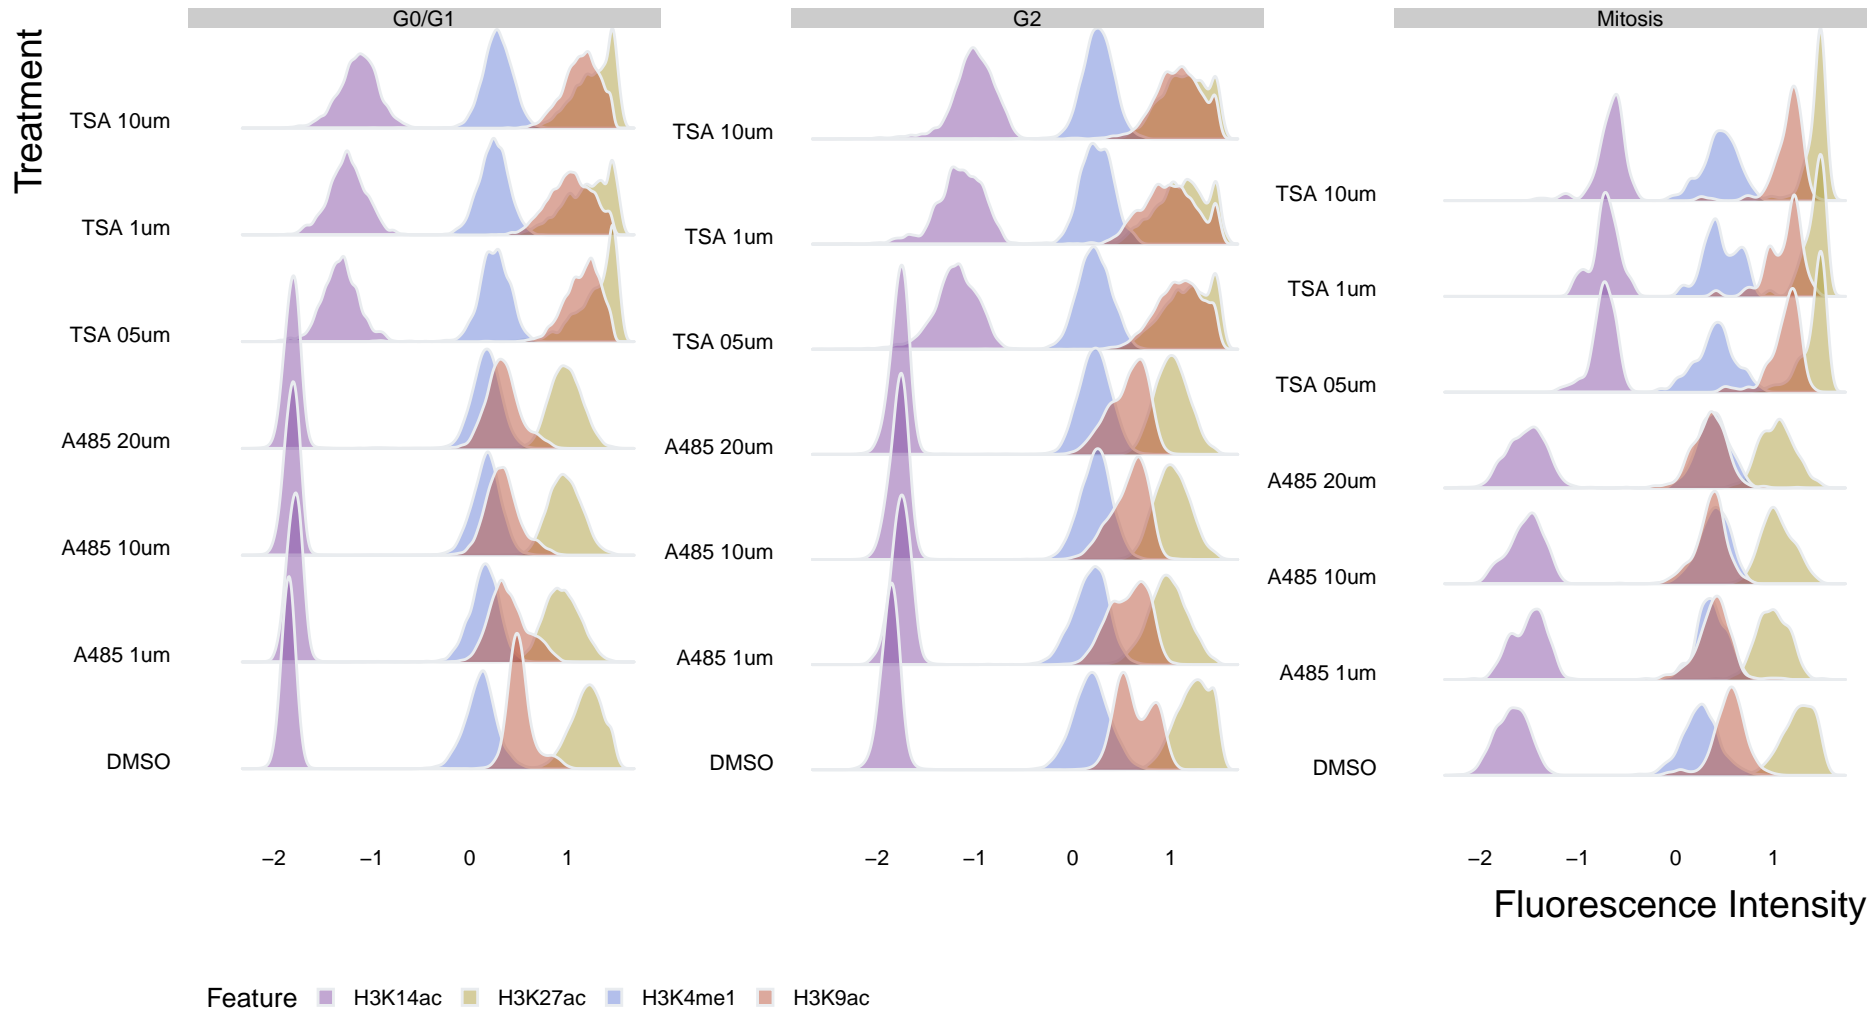 Treatment
G0/G1
TSA 10um
TSA 1um
TSA 05um
A485 20um
A485 10um
A485 1um
DMSO
−2 −1 0 1
G2
TSA 10um
TSA 1um
TSA 05um
A485 20um
A485 10um
A485 1um
DMSO
−2 −1 0 1
Mitosis
TSA 10um
TSA 1um
TSA 05um
A485 20um
A485 10um
A485 1um
DMSO
−2 −1 0 1
Fluorescence Intensity
Feature H3K14ac H3K27ac H3K4me1 H3K9ac